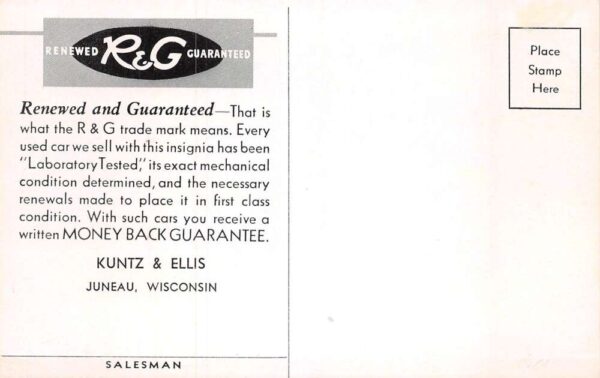 RENEWED R&G GUARANTEED
Place
Stamp
Here
Renewed and Guaranteed—That is
what the R & G trade mark means. Every
used car we sell with this insignia has been
"Laboratory Tested," its exact mechanical
condition determined, and the necessary
renewals made to place it in first class
condition. With such cars you receive a
written MONEY BACK GUARANTEE.
KUNTZ & ELLIS
JUNEAU, WISCONSIN
SALESMAN